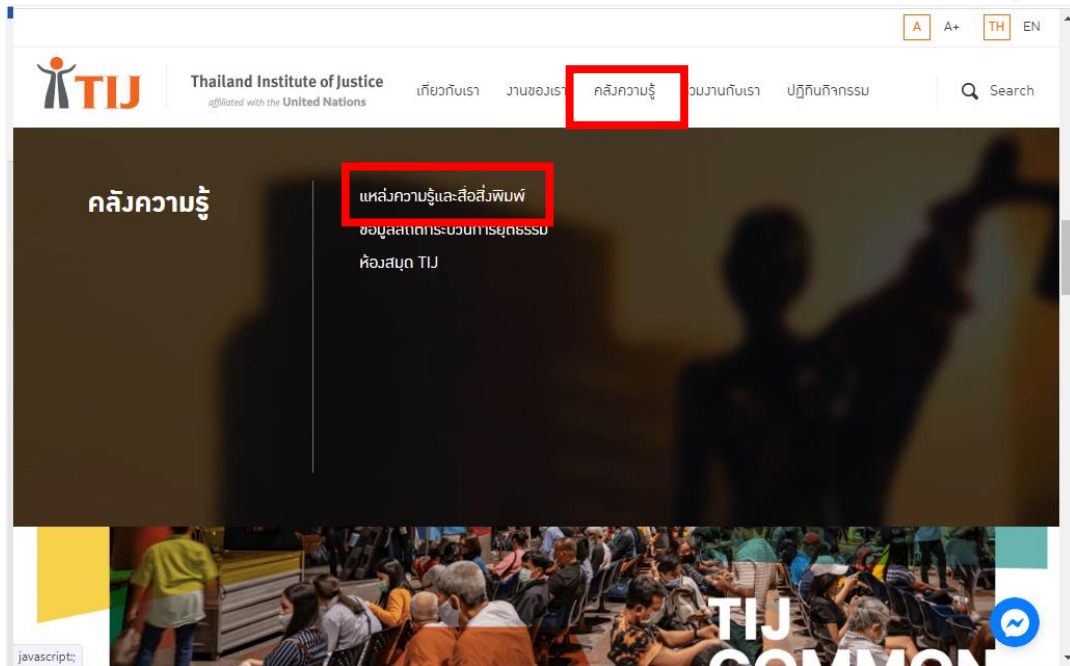 A A+ TH EN
TIJ
Thailand Institute of Justice
affiliated with the United Nations
เกี่ยวกับเรา งานของเรา คลังความรู้ ร่วมงานกับเรา ปฏิทินกิจกรรม Search
คลังความรู้
แหล่งความรู้และสื่อสิ่งพิมพ์
ข้อมูลสถิติกระบวนการยุติธรรม
ห้องสมุด TIJ
TIJ
COMMON
javascript:;